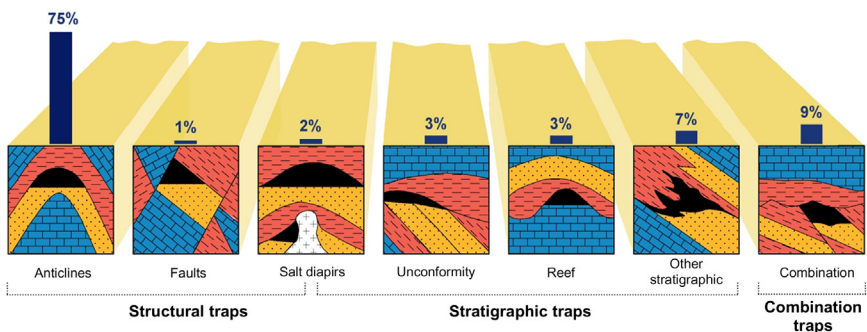 75%
1%
2%
3%
3%
7%
9%
Anticlines
Faults
Salt diapirs
Unconformity
Reef
Other
stratigraphic
Combination
Structural traps
Stratigraphic traps
Combination
traps